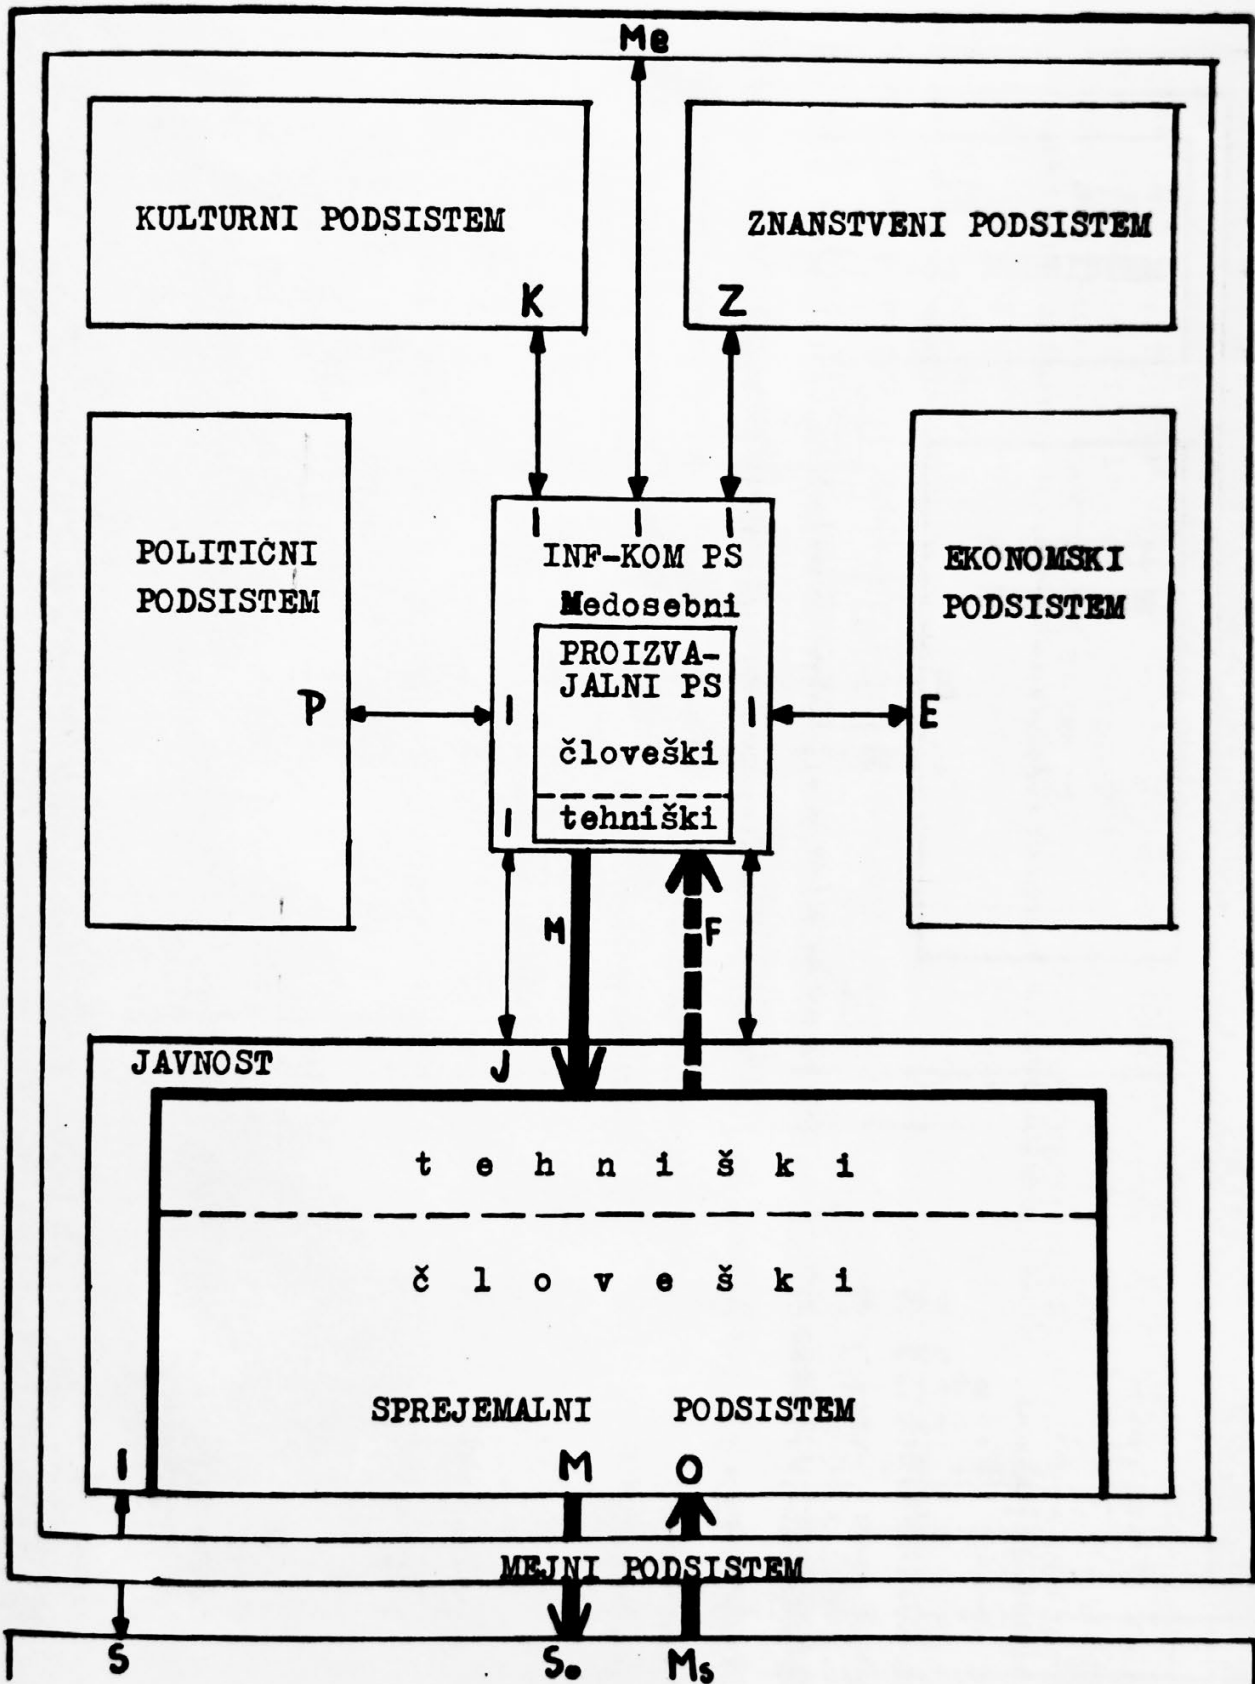 Me
KULTURNI PODSISTEM
ZNANSTVENI PODSISTEM
K
Z
I I I
POLITIČNI
PODSISTEM
INF-KOM PS
Medosebni
EKONOMSKI
PODSISTEM
PROIZVA-
JALNI PS
P
I
I
E
človeški
I
tehniški
M
F
JAVNOST
J
t e h n i š k i
č l o v e š k i
SPREJEMALNI PODSISTEM
I
M
O
MEJNI PODSISTEM
S
So
Ms